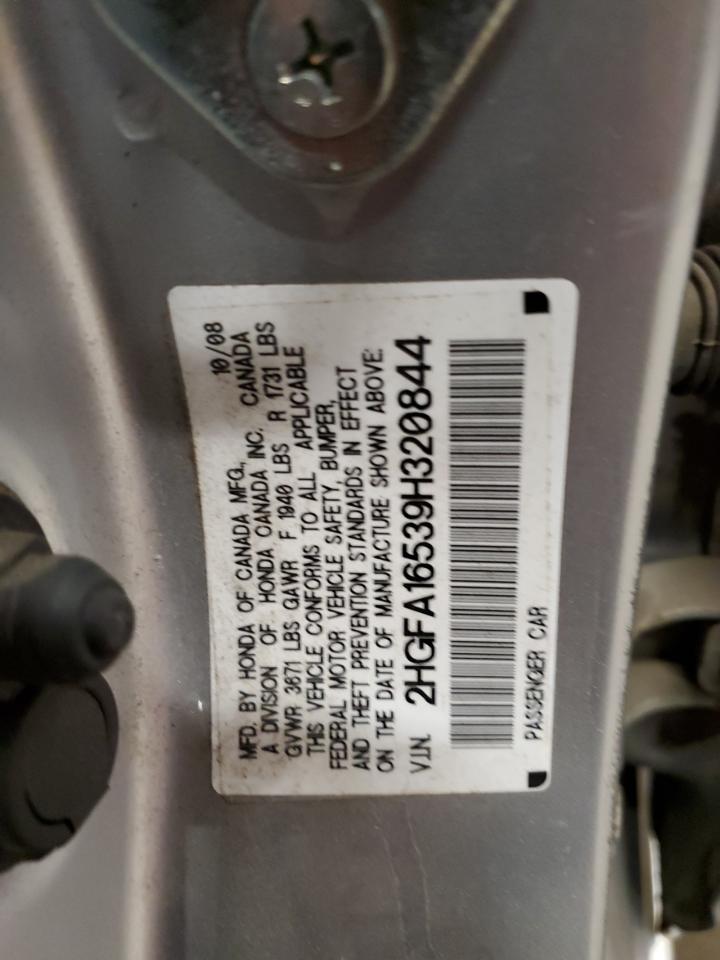 MFD. BY HONDA OF CANADA MFG., 10/08
A DIVISION OF HONDA CANADA INC. CANADA
GVWR 3671 LBS GAWR F 1940 LBS R 1731 LBS
THIS VEHICLE CONFORMS TO ALL APPLICABLE
FEDERAL MOTOR VEHICLE SAFETY, BUMPER,
AND THEFT PREVENTION STANDARDS IN EFFECT
ON THE DATE OF MANUFACTURE SHOWN ABOVE.
V.I.N. 2HGFA16539H320844
PASSENGER CAR